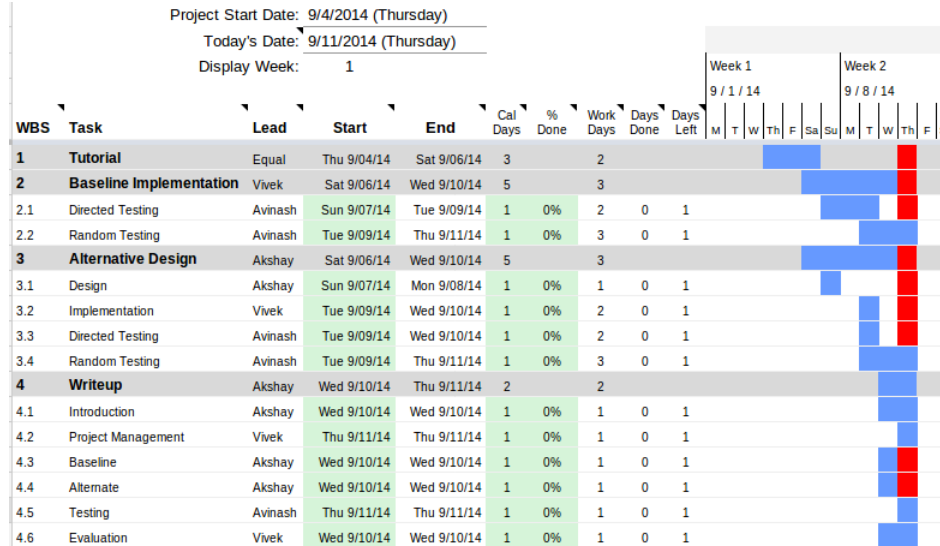 Project Start Date: 9/4/2014 (Thursday)
Today's Date: 9/11/2014 (Thursday)
Display Week: 1
Week 1 Week 2
9 / 1 / 14 9 / 8 / 14
WBS Task Lead Start End Cal Days % Done Work Days Days Done Days Left M T W Th F Sa Su M T W Th F
1 Tutorial Equal Thu 9/04/14 Sat 9/06/14 3 2
2 Baseline Implementation Vivek Sat 9/06/14 Wed 9/10/14 5 3
2.1 Directed Testing Avinash Sun 9/07/14 Tue 9/09/14 1 0% 2 0 1
2.2 Random Testing Avinash Tue 9/09/14 Thu 9/11/14 1 0% 3 0 1
3 Alternative Design Akshay Sat 9/06/14 Wed 9/10/14 5 3
3.1 Design Akshay Sun 9/07/14 Mon 9/08/14 1 0% 1 0 1
3.2 Implementation Vivek Tue 9/09/14 Wed 9/10/14 1 0% 2 0 1
3.3 Directed Testing Avinash Tue 9/09/14 Wed 9/10/14 1 0% 2 0 1
3.4 Random Testing Avinash Tue 9/09/14 Thu 9/11/14 1 0% 3 0 1
4 Writeup Akshay Wed 9/10/14 Thu 9/11/14 2 2
4.1 Introduction Akshay Wed 9/10/14 Wed 9/10/14 1 0% 1 0 1
4.2 Project Management Vivek Thu 9/11/14 Thu 9/11/14 1 0% 1 0 1
4.3 Baseline Akshay Wed 9/10/14 Wed 9/10/14 1 0% 1 0 1
4.4 Alternate Akshay Wed 9/10/14 Wed 9/10/14 1 0% 1 0 1
4.5 Testing Avinash Thu 9/11/14 Thu 9/11/14 1 0% 1 0 1
4.6 Evaluation Vivek Wed 9/10/14 Wed 9/10/14 1 0% 1 0 1